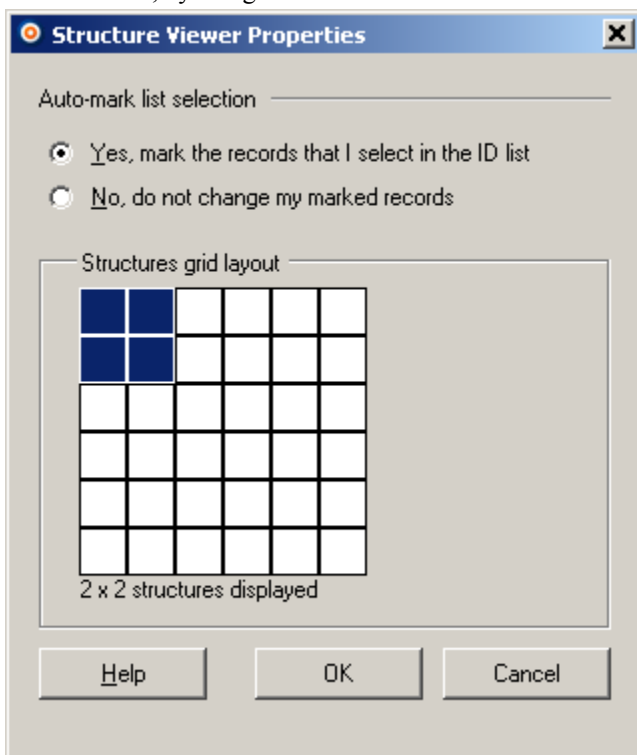 Structure Viewer Properties
Auto-mark list selection
Yes, mark the records that I select in the ID list
No, do not change my marked records
Structures grid layout
2 x 2 structures displayed
Help OK Cancel